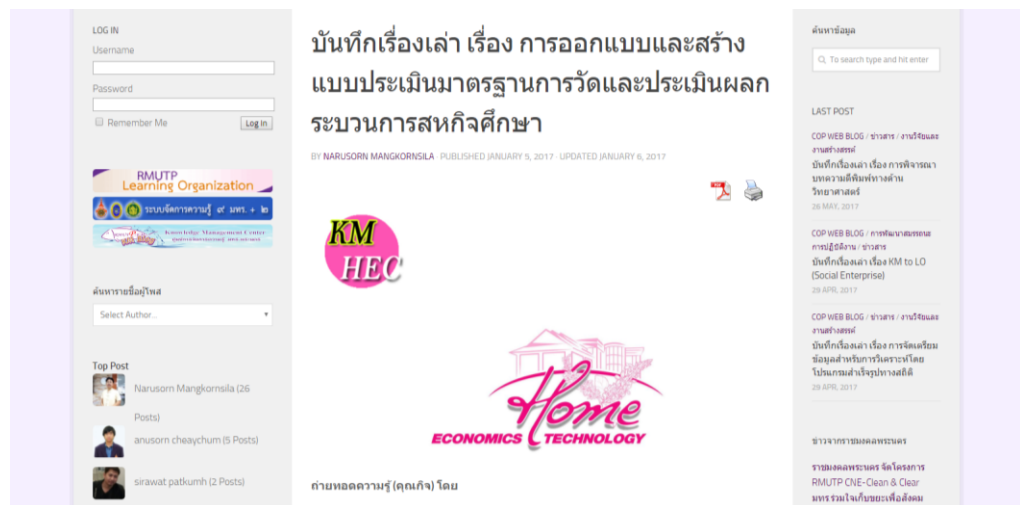 LOG IN
Username
Password
Remember Me
Log In
RMUTP
Learning Organization
ระบบจัดการความรู้ ๙ มทร. + ๒
Knowledge Management Center
ค้นหารายชื่อผู้โพส
Select Author...
Top Post
Narusorn Mangkornsila (26
Posts)
anusorn cheaychum (5 Posts)
sirawat patkumh (2 Posts)
บันทึกเรื่องเล่า เรื่อง การออกแบบและสร้าง
แบบประเมินมาตรฐานการวัดและประเมินผลก
ระบวนการสหกิจศึกษา
BY NARUSORN MANGKORNSILA · PUBLISHED JANUARY 5, 2017 · UPDATED JANUARY 6, 2017
KM
HEC
Home
ECONOMICS TECHNOLOGY
ถ่ายทอดความรู้ (คุณกิจ) โดย
ค้นหาข้อมูล
To search type and hit enter
LAST POST
COP WEB BLOG / ข่าวสาร / งานวิจัยและ
งานสร้างสรรค์
บันทึกเรื่องเล่า เรื่อง การพิจารณา
บทความตีพิมพ์ทางด้าน
วิทยาศาสตร์
26 MAY, 2017
COP WEB BLOG / การพัฒนาสมรรถนะ
การปฏิบัติงาน / ข่าวสาร
บันทึกเรื่องเล่า เรื่อง KM to LO
(Social Enterprise)
28 APR, 2017
COP WEB BLOG / ข่าวสาร / งานวิจัยและ
งานสร้างสรรค์
บันทึกเรื่องเล่า เรื่อง การจัดเตรียม
ข้อมูลสำหรับการวิเคราะห์โดย
โปรแกรมสำเร็จรูปทางสถิติ
28 APR, 2017
ข่าวจากราชมงคลพระนคร
ราชมงคลพระนคร จัดโครงการ
RMUTP CNE-Clean & Clear
มทร ร่วมใจเก็บขยะเพื่อสังคม